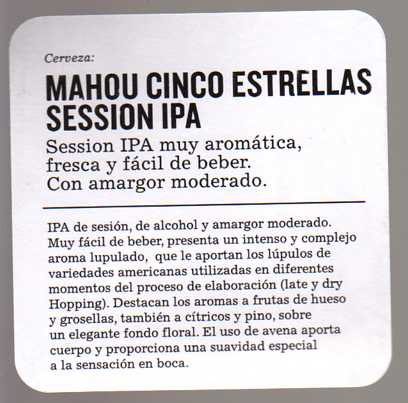 Cerveza:
MAHOU CINCO ESTRELLAS
SESSION IPA
Session IPA muy aromática,
fresca y fácil de beber.
Con amargor moderado.
IPA de sesión, de alcohol y amargor moderado.
Muy fácil de beber, presenta un intenso y complejo
aroma lupulado, que le aportan los lúpulos de
variedades americanas utilizadas en diferentes
momentos del proceso de elaboración (late y dry
Hopping). Destacan los aromas a frutas de hueso
y grosellas, también a cítricos y pino, sobre
un elegante fondo floral. El uso de avena aporta
cuerpo y proporciona una suavidad especial
a la sensación en boca.